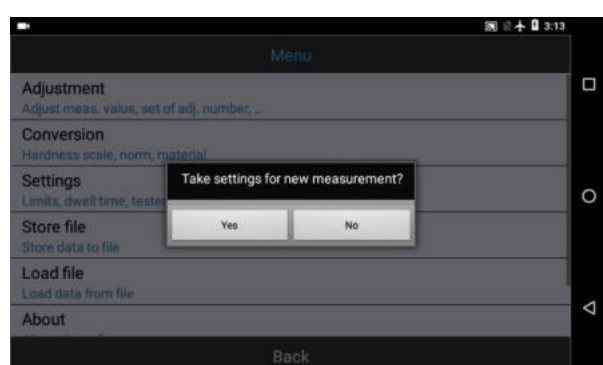 3:13
Menu
Adjustment
Adjust meas. value, set of adj, number, ...
Conversion
Hardness scale, norm, material
Settings
Limits, dwell time, tester
Take settings for new measurement?
Yes No
Store file
Store data to file
Load file
Load data from file
About
Back